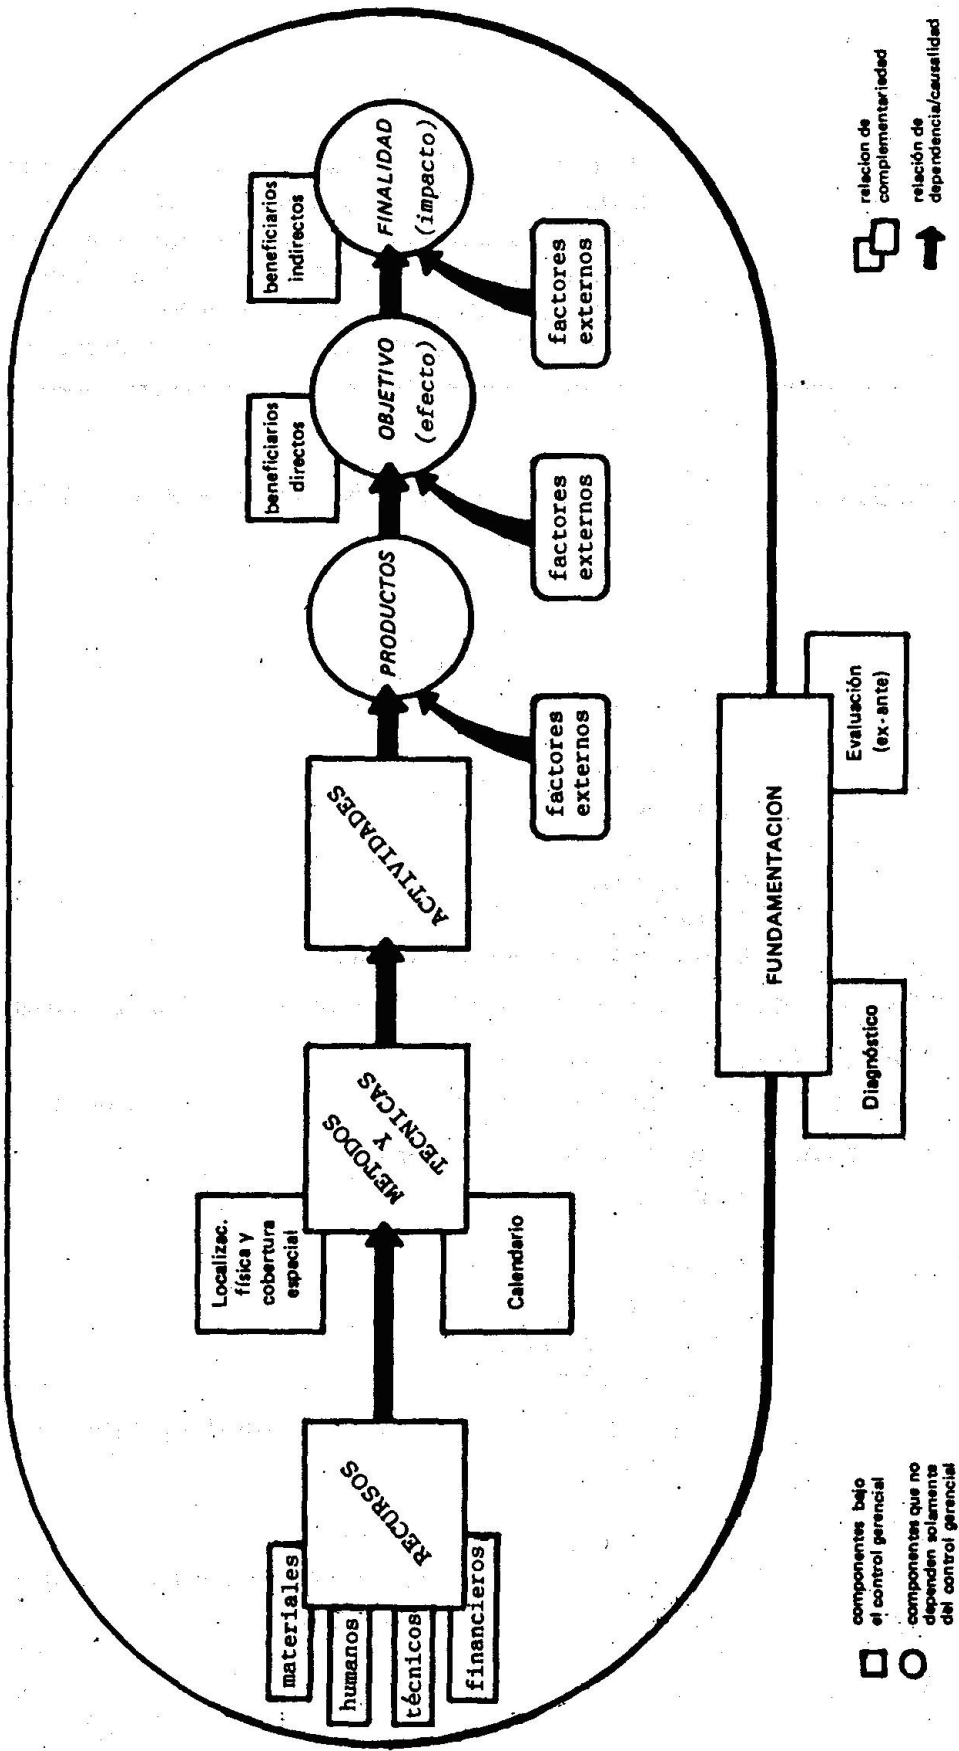 materiales
humanos
técnicos
financieros
RECURSOS
Localizac.
física y
cobertura
espacial
METODOS
Y
TECNICAS
Calendario
ACTIVIDADES
PRODUCTOS
factores
externos
beneficiarios
directos
OBJETIVO
(efecto)
factores
externos
beneficiarios
indirectos
FINALIDAD
(impacto)
factores
externos
FUNDAMENTACION
Diagnóstico
Evaluación
(ex-ante)
componentes bajo
el control gerencial
componentes que no
dependen solamente
del control gerencial
relacion de
complementariedad
relación de
dependencia/causalidad